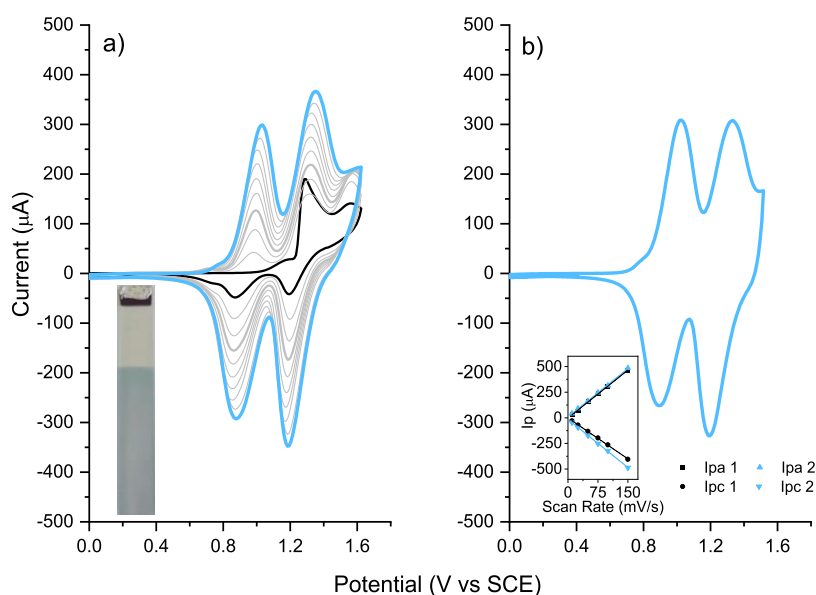 a)
500
400
300
200
100
0
-100
-200
-300
-400
-500
0.0 0.4 0.8 1.2 1.6
Current (μA)
b)
500
400
300
200
100
0
-100
-200
-300
-400
-500
0.0 0.4 0.8 1.2 1.6
Ip (μA)
500
250
0
-250
-500
0 75 150
Scan Rate (mV/s)
Ipa 1 Ipa 2
Ipc 1 Ipc 2
Potential (V vs SCE)